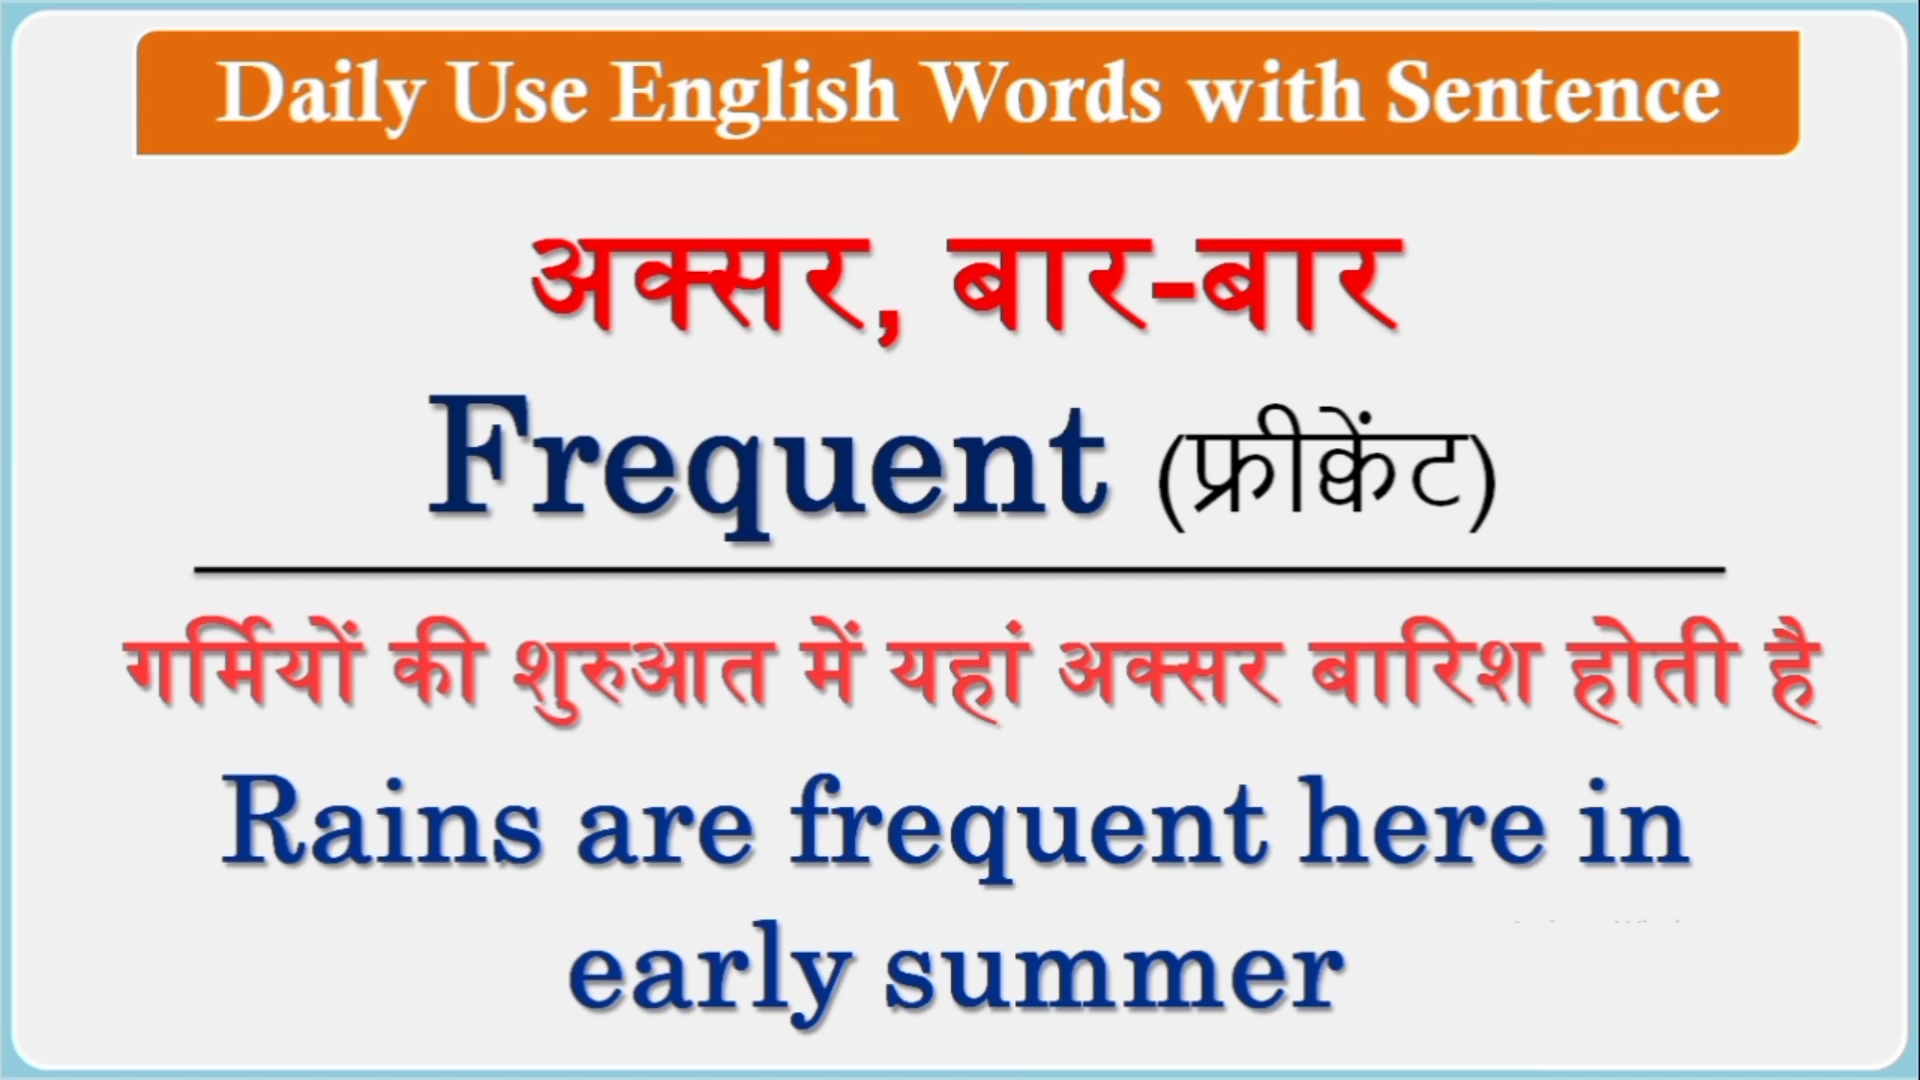 Daily Use English Words with Sentence
अक्सर, बार-बार
Frequent (फ्रीक्वेंट)
गर्मियों की शुरुआत में यहां अक्सर बारिश होती है
Rains are frequent here in
early summer